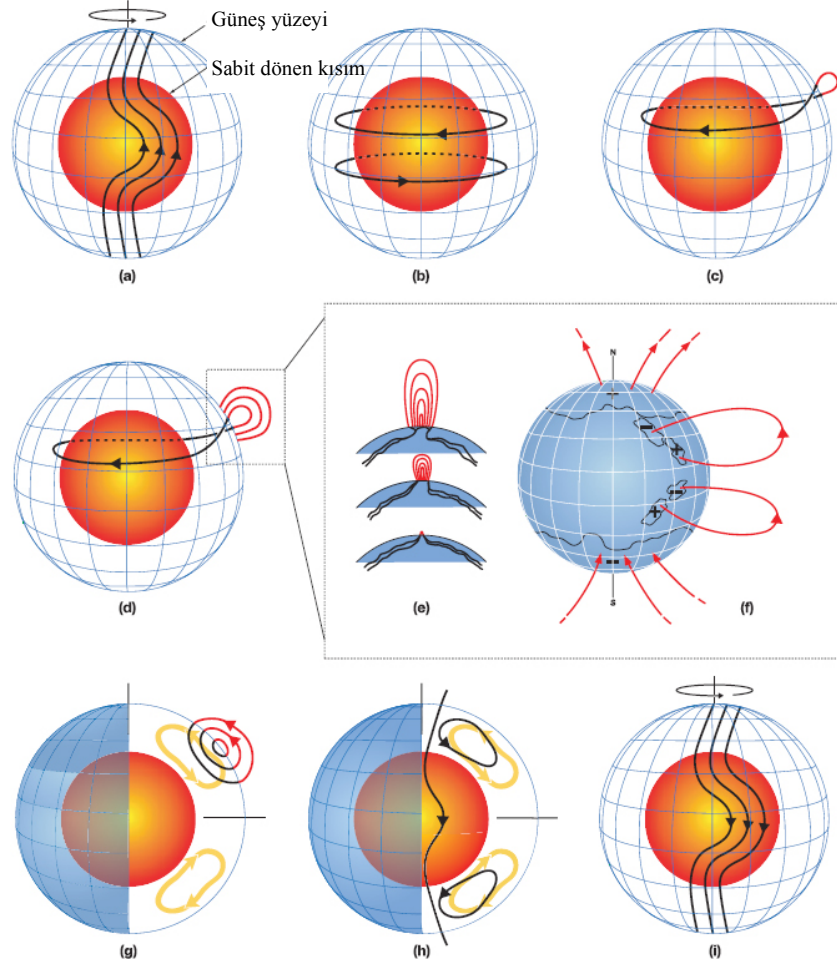 Güneş yüzeyi
Sabit dönen kısım
(a)
(b)
(c)
(d)
(e)
N
+
-
+
-
+
--
S
(f)
(g)
(h)
(i)